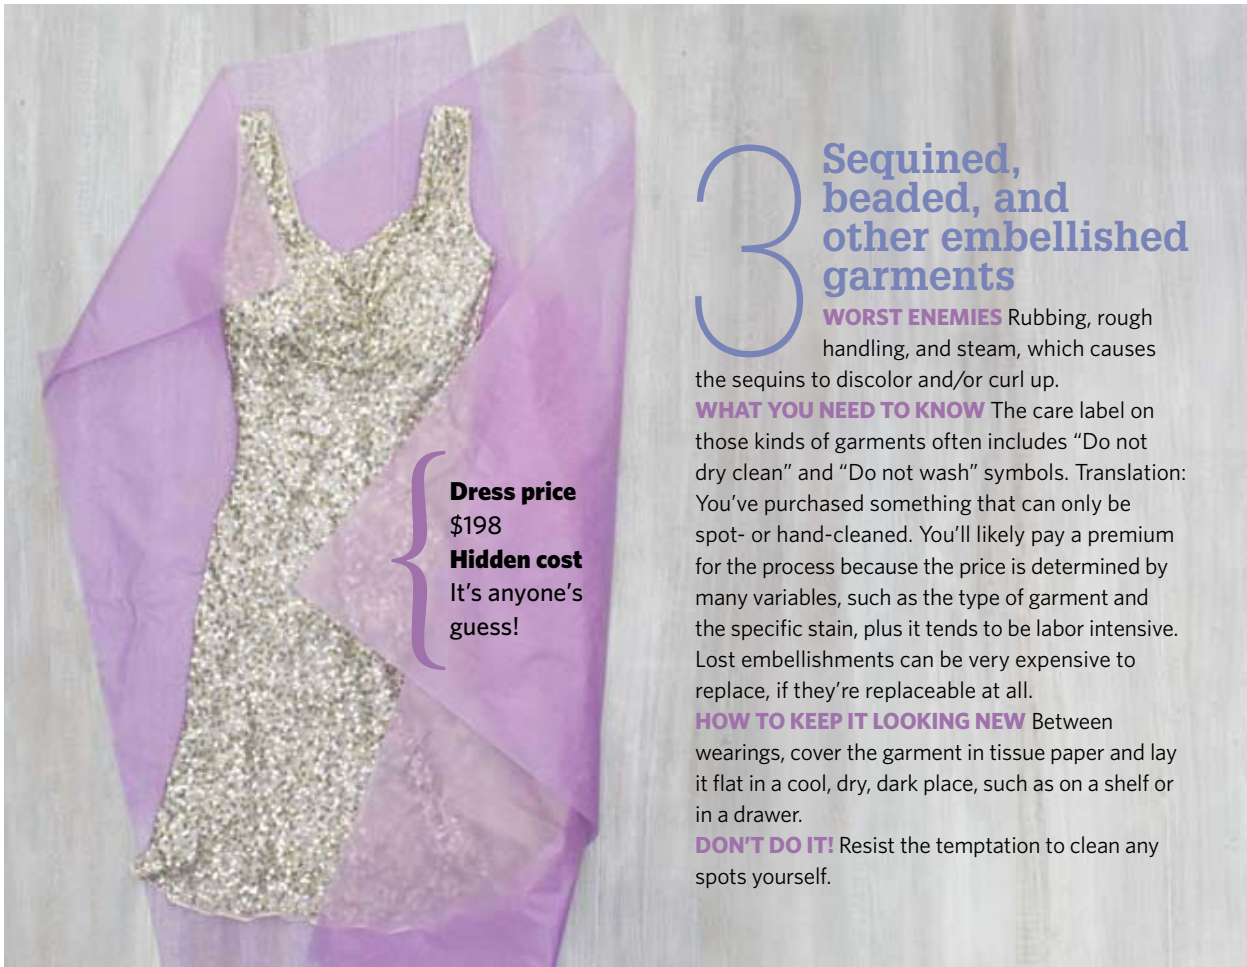 3
Sequined,
beaded, and
other embellished
garments
WORST ENEMIES Rubbing, rough
handling, and steam, which causes
the sequins to discolor and/or curl up.
WHAT YOU NEED TO KNOW The care label on
those kinds of garments often includes “Do not
dry clean” and “Do not wash” symbols. Translation:
You’ve purchased something that can only be
spot- or hand-cleaned. You’ll likely pay a premium
for the process because the price is determined by
many variables, such as the type of garment and
the specific stain, plus it tends to be labor intensive.
Lost embellishments can be very expensive to
replace, if they’re replaceable at all.
HOW TO KEEP IT LOOKING NEW Between
wearings, cover the garment in tissue paper and lay
it flat in a cool, dry, dark place, such as on a shelf or
in a drawer.
DON’T DO IT! Resist the temptation to clean any
spots yourself.
Dress price
$198
Hidden cost
It’s anyone’s
guess!